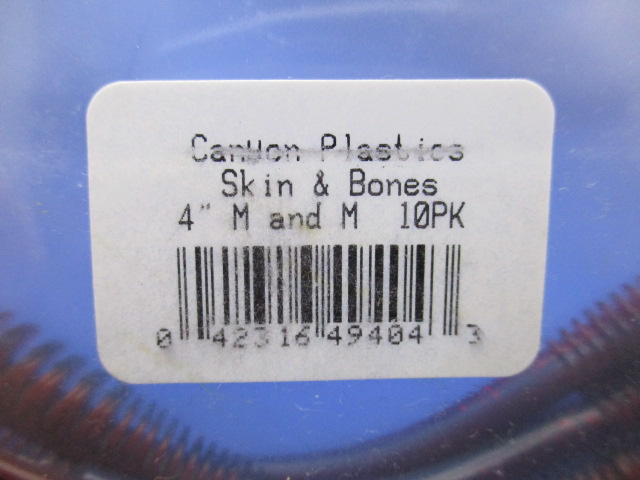 Canyon Plastics
Skin & Bones
4" M and M 10PK
0 42316 49404 3